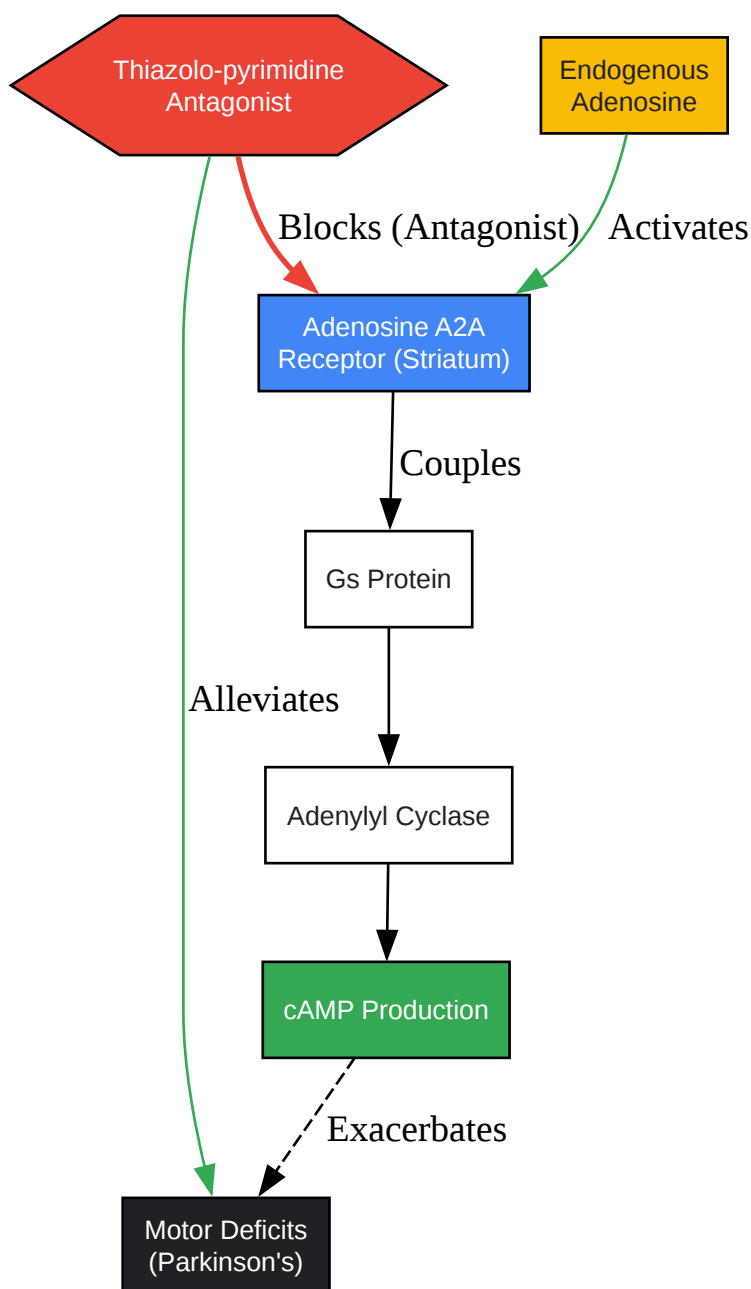 Thiazolo-pyrimidine
Antagonist
Endogenous
Adenosine
Blocks (Antagonist)
Activates
Adenosine A2A
Receptor (Striatum)
Couples
Gs Protein
Alleviates
Adenylyl Cyclase
cAMP Production
Exacerbates
Motor Deficits
(Parkinson's)